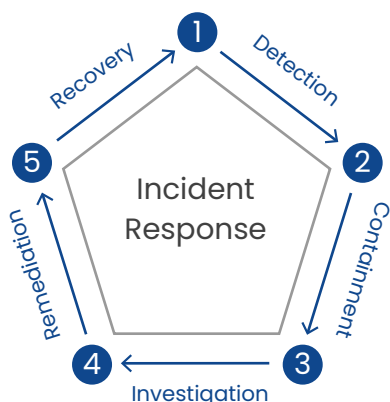 1
Detection
2
Containment
3
Investigation
4
Remediation
5
Recovery
Incident
Response